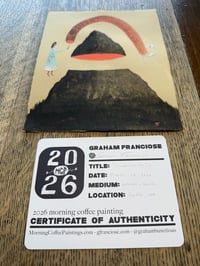 20
MCP
26
GRAHAM FRANCIOSE
TITLE:
DATE:
MEDIUM:
LOCATION:
2026 morning coffee painting
CERTIFICATE OF AUTHENTICITY
MorningCoffeePaintings.com - gfranciose.com - @grahamfranciose